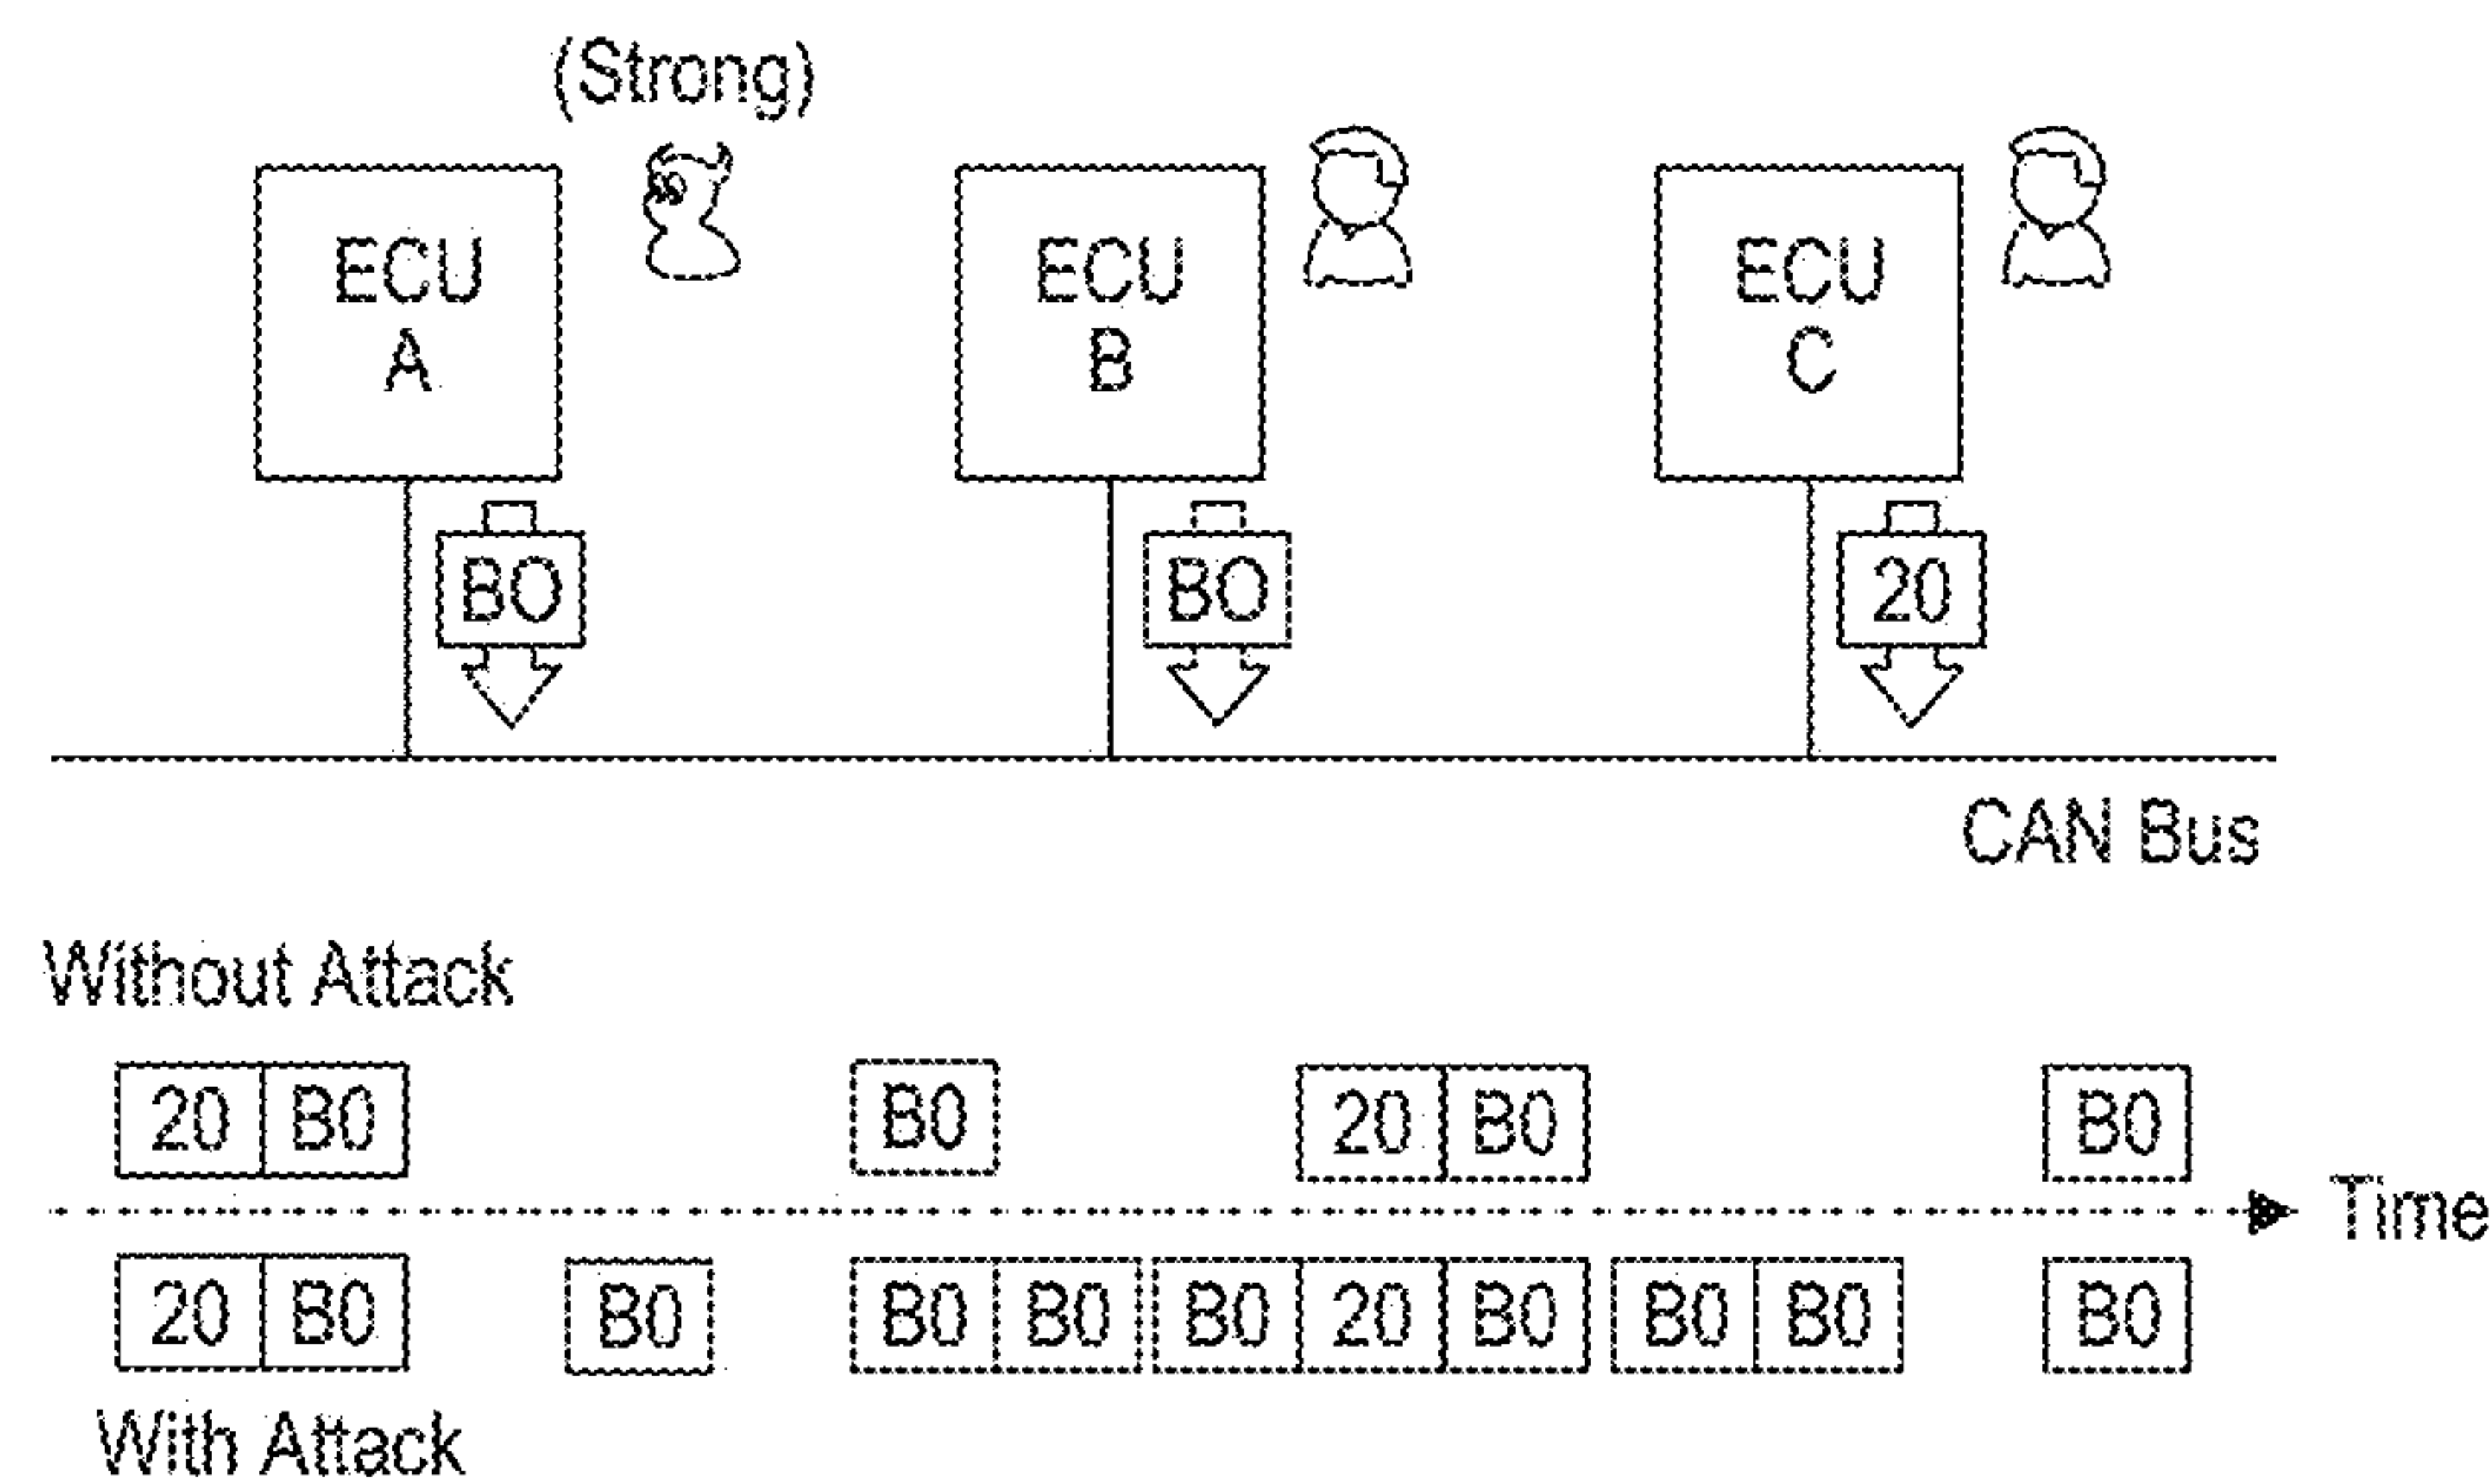 (Strong)
ECU
A
ECU
B
ECU
C
BO
BO
20
CAN Bus
Without Attack
20 B0 B0 20 B0 B0
Time
20 B0 B0 B0 B0 B0 20 B0 B0 B0 B0
With Attack